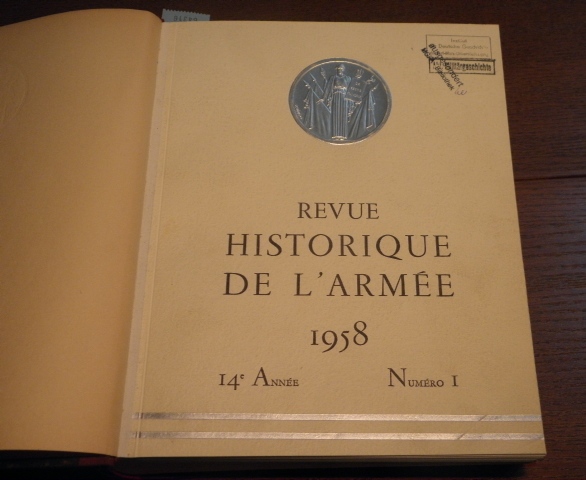 REVUE
HISTORIQUE
DE L'ARMÉE
1958
14e ANNÉE NUMÉRO I